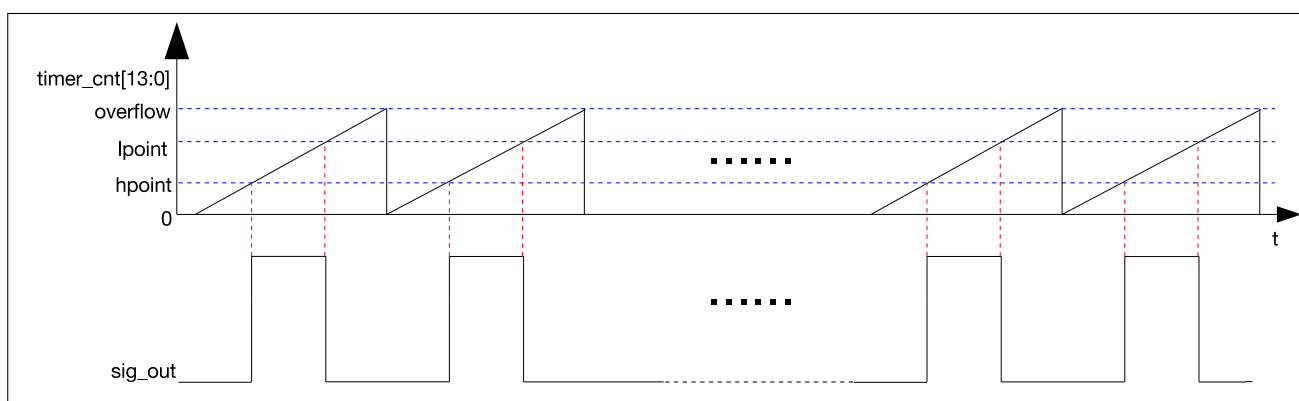 timer_cnt[13:0]
overflow
lpoint
hpoint
0
t
sig_out